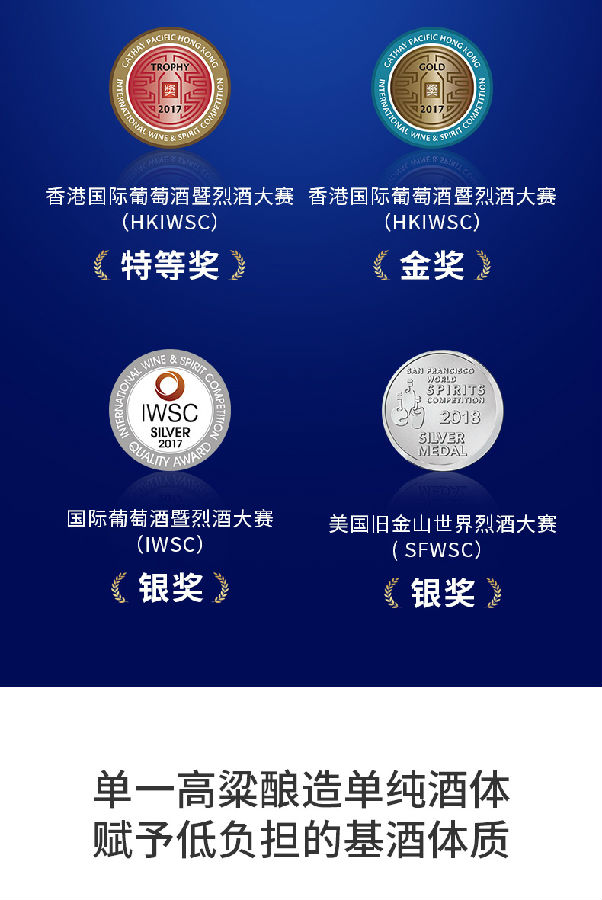 CATHAY PACIFIC HONG KONG
INTERNATIONAL WINE & SPIRIT COMPETITION
TROPHY
2017
CATHAY PACIFIC HONG KONG
INTERNATIONAL WINE & SPIRIT COMPETITION
GOLD
2017
香港国际葡萄酒暨烈酒大赛
(HKIWSC)
特等奖
香港国际葡萄酒暨烈酒大赛
(HKIWSC)
金奖
INTERNATIONAL WINE & SPIRIT COMPETITION
IWSC
SILVER
2017
QUALITY AWARD
SAN FRANCISCO
WORLD
SPIRITS
COMPETITION
2018
SILVER
MEDAL
国际葡萄酒暨烈酒大赛
(IWSC)
银奖
美国旧金山世界烈酒大赛
( SFWSC)
银奖
单一高粱酿造单纯酒体
赋予低负担的基酒体质